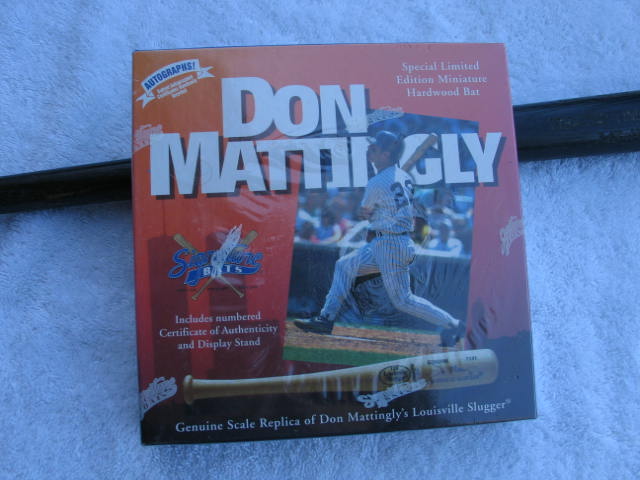 AUTOGRAPHS!
Special Limited
Edition Miniature
Hardwood Bat
DON
MATTINGLY
BATS
Includes numbered
Certificate of Authenticity
and Display Stand
Genuine Scale Replica of Don Mattingly's Louisville Slugger®